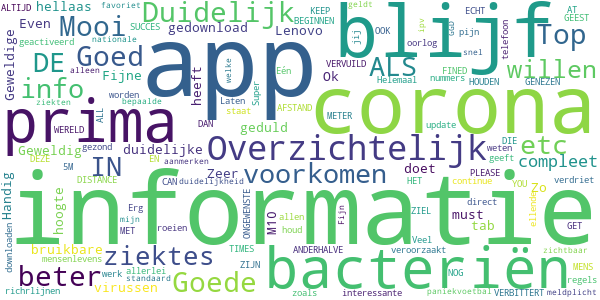 ALTIJD hellaas favoriet Duidelijk KEEP BEGINNEN geldt AT GEEST
Even Mooi SUCCES gedownload OOK GGD ipv ECHT
geactiveerd nationale Lenovo jij oorlog pijn snel Top
Geweldige DE Goed app blijf telefoon
alleen welke Eén VERVUILD ALS FINED HOUDEN GENEZEN
info Fijne heeft Super Laten Ok Helemaal nummers willen
ziekten worden bepaalde staat AFSTAND
prima WERELD ALL DAN METER corona
Geweldig gezond duidelijke geduld update DIE etc
DEZE EN aanmerken Overzichtelijk weten geeft compleet
5M IN Zeer voorkomen doet PLEASE
DISTANCE CAN duidelijkheid HET YOU Zo verdriet
Handig hoogte Erg ONGEWENSTE M10 allen Fijn ZIEL continue ellende
informatie
downloaden mijn MET roeien houd direct must tab GET
bruikbare ziektes TIMES ANDERHALVE Veel zichtbaar
mensenlevens Goede ZIJN veroorzaakt NOG MENS
beter werk allerlei bacteriën regels
virussen standaard paniekvoetbal meldplicht
richrlijnen zoals interessante VERBITTERT